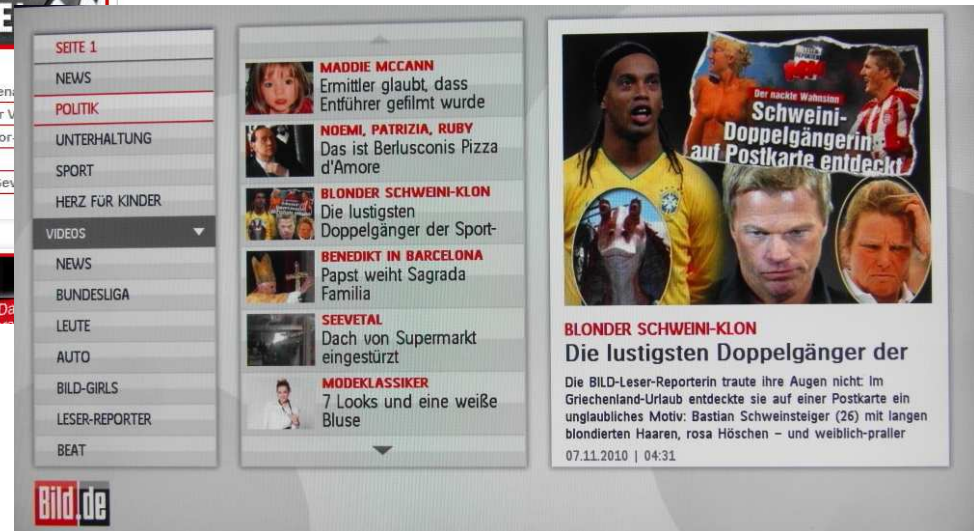 SEITE 1
NEWS
POLITIK
UNTERHALTUNG
SPORT
HERZ FÜR KINDER
VIDEOS
NEWS
BUNDESLIGA
LEUTE
AUTO
BILD-GIRLS
LESER-REPORTER
BEAT
MADDIE MCCANN
Ermittler glaubt, dass
Entführer gefilmt wurde
NOEMI, PATRIZIA, RUBY
Das ist Berlusconis Pizza
d'Amore
BLONDER SCHWEINI-KLON
Die lustigsten
Doppelgänger der Sport-
BENEDIKT IN BARCELONA
Papst weiht Sagrada
Familia
SEEVETAL
Dach von Supermarkt
eingestürzt
MODEKLASSIKER
7 Looks und eine weiße
Bluse
Der nackte Wahnsinn
Schweini-
Doppelgängerin
auf Postkarte entdeckt
BLONDER SCHWEINI-KLON
Die lustigsten Doppelgänger der
Die BILD-Leser-Reporterin traute ihre Augen nicht: Im
Griechenland-Urlaub entdeckte sie auf einer Postkarte ein
unglaubliches Motiv: Bastian Schweinsteiger (26) mit langen
blondierten Haaren, rosa Höschen – und weiblich-praller
07.11.2010 | 04:31
Bild.de